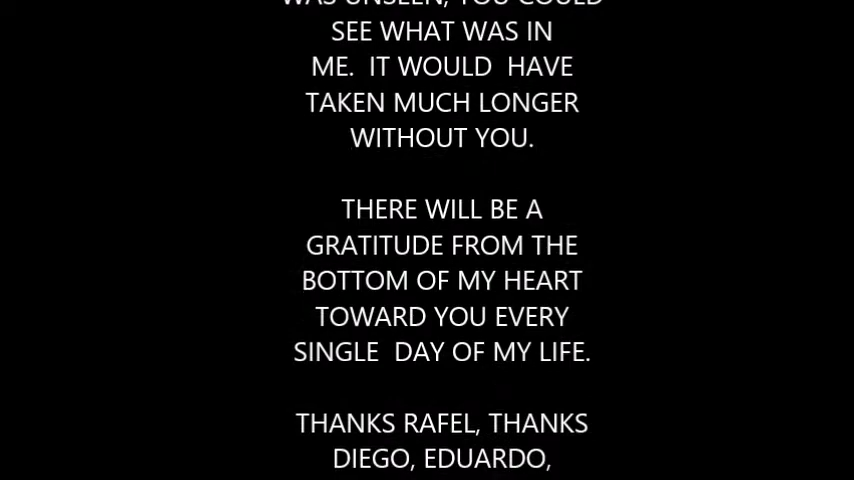 WAS UNSEEN, YOU COULD
SEE WHAT WAS IN
ME.  IT WOULD  HAVE
TAKEN MUCH LONGER
WITHOUT YOU.
THERE WILL BE A
GRATITUDE FROM THE
BOTTOM OF MY HEART
TOWARD YOU EVERY
SINGLE  DAY OF MY LIFE.
THANKS RAFEL, THANKS
DIEGO, EDUARDO,